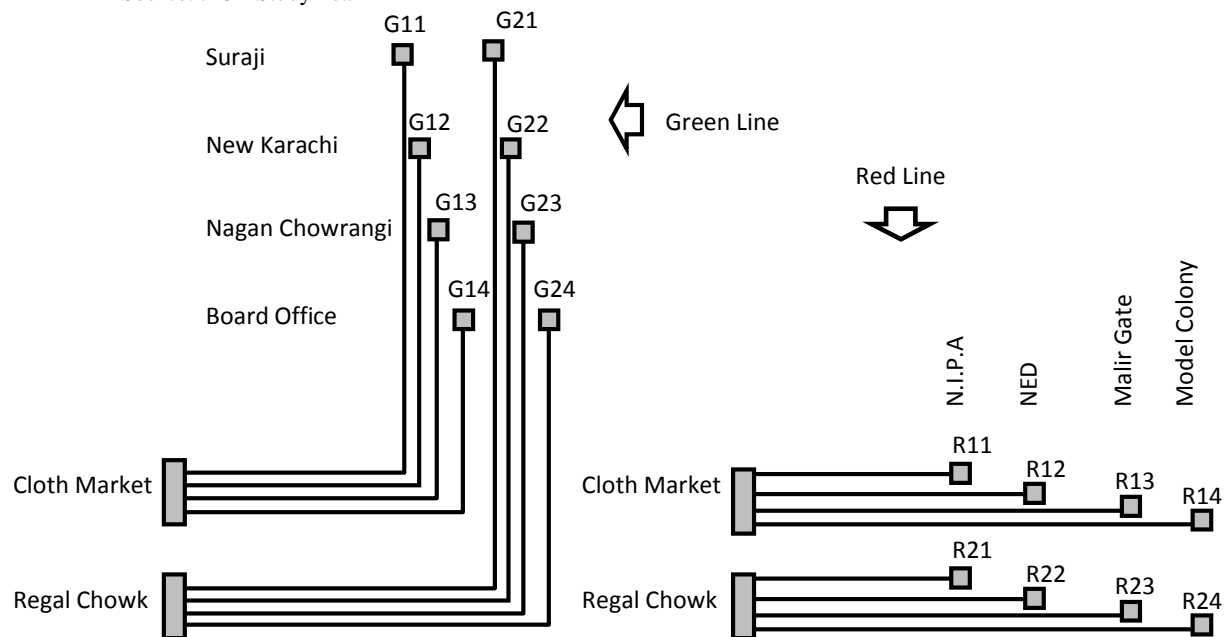 G11
G21
Suraji
G12
G22
Green Line
New Karachi
Red Line
G13
G23
Nagan Chowrangi
G14
G24
Board Office
N.I.P.A
NED
Malir Gate
Model Colony
Cloth Market
Cloth Market
R11
R12
R13
R14
Regal Chowk
Regal Chowk
R21
R22
R23
R24